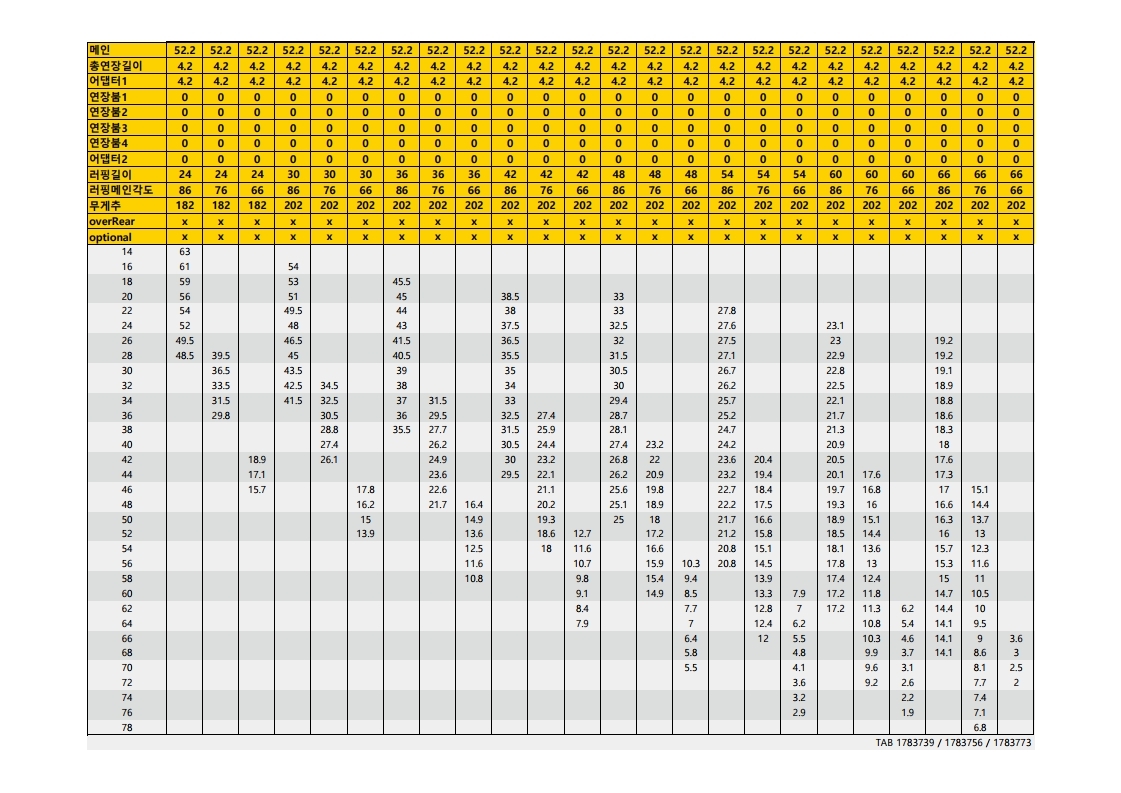 메인 52.2 52.2 52.2 52.2 52.2 52.2 52.2 52.2 52.2 52.2 52.2 52.2 52.2 52.2 52.2 52.2 52.2 52.2 52.2 52.2 52.2 52.2 52.2 52.2
총연장길이 4.2 4.2 4.2 4.2 4.2 4.2 4.2 4.2 4.2 4.2 4.2 4.2 4.2 4.2 4.2 4.2 4.2 4.2 4.2 4.2 4.2 4.2 4.2 4.2
어댑터1 4.2 4.2 4.2 4.2 4.2 4.2 4.2 4.2 4.2 4.2 4.2 4.2 4.2 4.2 4.2 4.2 4.2 4.2 4.2 4.2 4.2 4.2 4.2 4.2
연장붐1 0 0 0 0 0 0 0 0 0 0 0 0 0 0 0 0 0 0 0 0 0 0 0 0
연장붐2 0 0 0 0 0 0 0 0 0 0 0 0 0 0 0 0 0 0 0 0 0 0 0 0
연장붐3 0 0 0 0 0 0 0 0 0 0 0 0 0 0 0 0 0 0 0 0 0 0 0 0
연장붐4 0 0 0 0 0 0 0 0 0 0 0 0 0 0 0 0 0 0 0 0 0 0 0 0
어댑터2 0 0 0 0 0 0 0 0 0 0 0 0 0 0 0 0 0 0 0 0 0 0 0 0
러핑길이 24 24 24 30 30 30 36 36 36 42 42 42 48 48 48 54 54 54 60 60 60 66 66 66
러핑메인각도 86 76 66 86 76 66 86 76 66 86 76 66 86 76 66 86 76 66 86 76 66 86 76 66
무게추 182 182 182 202 202 202 202 202 202 202 202 202 202 202 202 202 202 202 202 202 202 202 202 202
overRear x x x x x x x x x x x x x x x x x x x x x x x x
optional x x x x x x x x x x x x x x x x x x x x x x x x
14 63
16 61 54
18 59 53 45.5
20 56 51 45 38.5 33
22 54 49.5 44 38 33 27.8
24 52 48 43 37.5 32.5 27.6 23.1
26 49.5 46.5 41.5 36.5 32 27.5 23 19.2
28 48.5 39.5 45 40.5 35.5 31.5 27.1 22.9 19.2
30 36.5 43.5 39 35 30.5 26.7 22.8 19.1
32 33.5 42.5 34.5 38 34 30 26.2 22.5 18.9
34 31.5 41.5 32.5 37 31.5 33 29.4 25.7 22.1 18.8
36 29.8 30.5 36 29.5 32.5 27.4 28.7 25.2 21.7 18.6
38 28.8 35.5 27.7 31.5 25.9 28.1 24.7 21.3 18.3
40 27.4 26.2 30.5 24.4 27.4 23.2 24.2 20.9 18
42 18.9 26.1 24.9 30 23.2 26.8 22 23.6 20.4 20.5 17.6
44 17.1 23.6 29.5 22.1 26.2 20.9 23.2 19.4 20.1 17.6 17.3
46 15.7 17.8 22.6 21.1 25.6 19.8 22.7 18.4 19.7 16.8 17 15.1
48 16.2 21.7 16.4 20.2 25.1 18.9 22.2 17.5 19.3 16 16.6 14.4
50 15 14.9 19.3 25 18 21.7 16.6 18.9 15.1 16.3 13.7
52 13.9 13.6 18.6 12.7 17.2 21.2 15.8 18.5 14.4 16 13
54 12.5 18 11.6 16.6 20.8 15.1 18.1 13.6 15.7 12.3
56 11.6 10.7 15.9 10.3 20.8 14.5 17.8 13 15.3 11.6
58 10.8 9.8 15.4 9.4 13.9 17.4 12.4 15 11
60 9.1 14.9 8.5 13.3 7.9 17.2 11.8 14.7 10.5
62 8.4 7.7 12.8 7 17.2 11.3 6.2 14.4 10
64 7.9 7 12.4 6.2 10.8 5.4 14.1 9.5
66 6.4 12 5.5 10.3 4.6 14.1 9 3.6
68 5.8 4.8 9.9 3.7 14.1 8.6 3
70 5.5 4.1 9.6 3.1 8.1 2.5
72 3.6 9.2 2.6 7.7 2
74 3.2 2.2 7.4
76 2.9 1.9 7.1
78 6.8
TAB 1783739 / 1783756 / 1783773